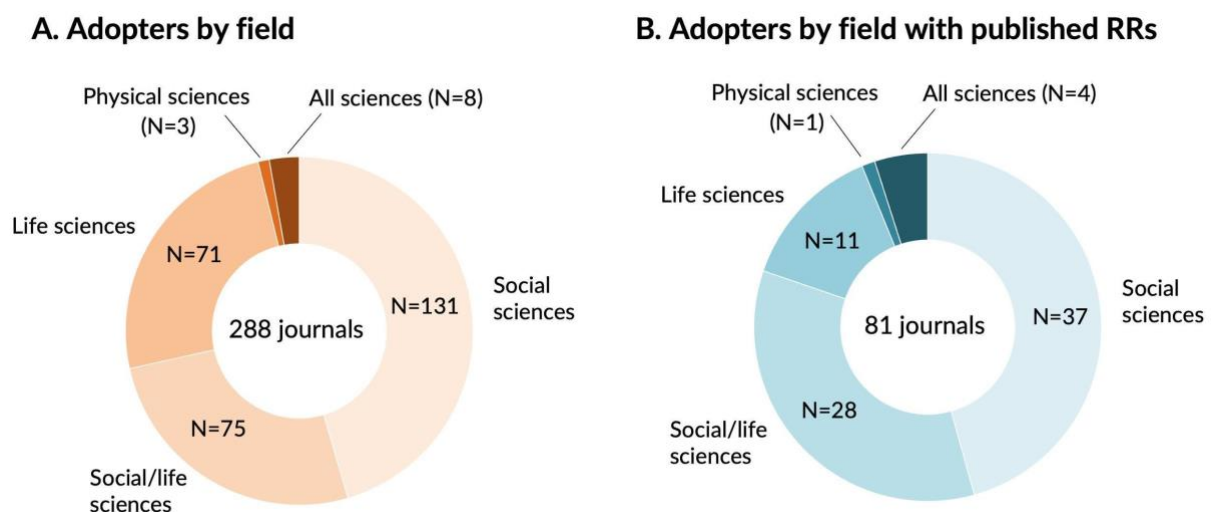 A. Adopters by field
Physical sciences
(N=3)
All sciences (N=8)
Life sciences
N=71
N=131
Social
sciences
288 journals
N=75
Social/life
sciences
B. Adopters by field with published RRs
Physical sciences
(N=1)
All sciences (N=4)
Life sciences
N=11
Social
sciences
N=37
81 journals
N=28
Social/life
sciences